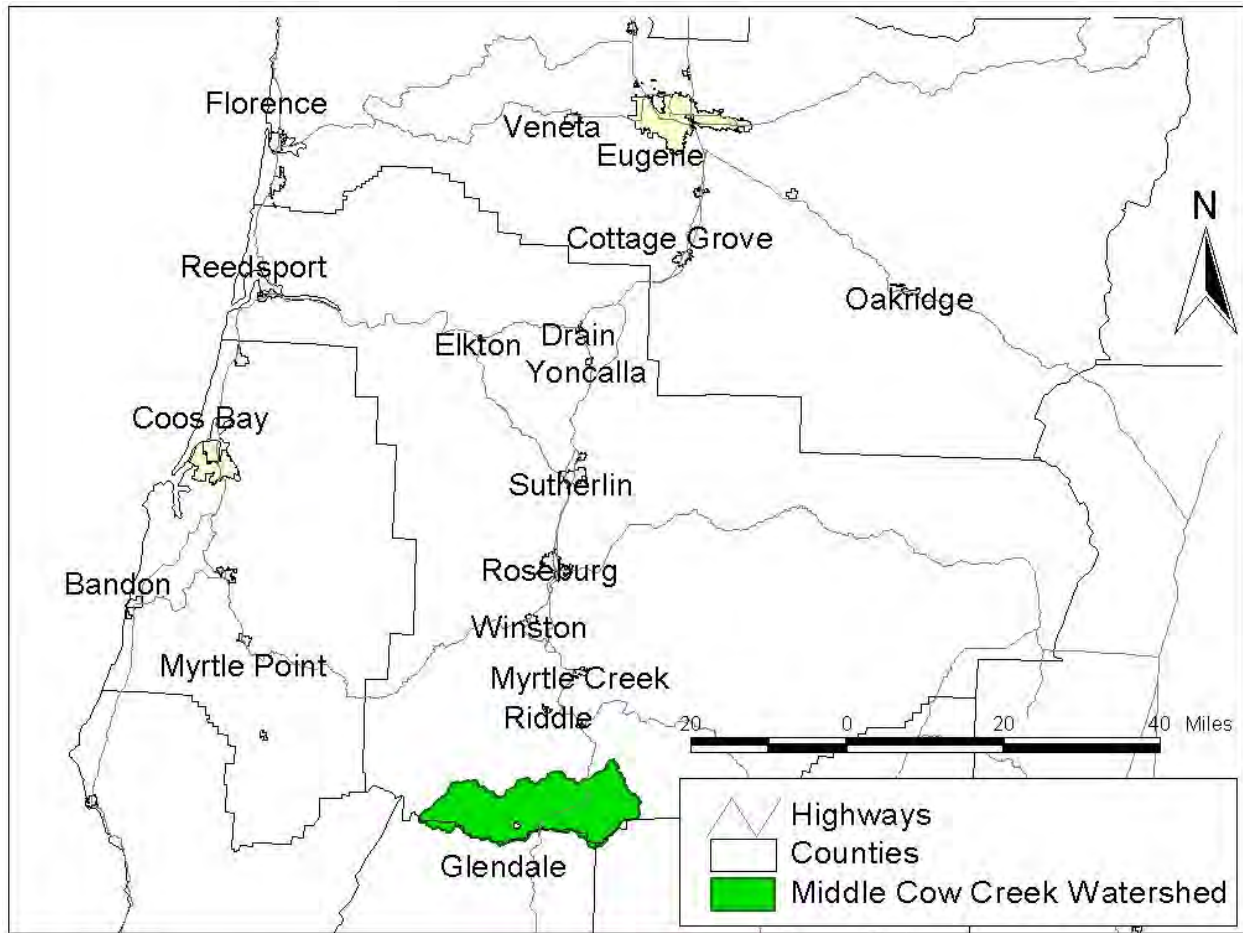 Florence
Veneta
Eugene
N
Cottage Grove
Reedsport
Oakridge
Drain
Elkton
Yoncalla
Coos Bay
Sutherlin
Roseburg
Bandon
Winston
Myrtle Point
Myrtle Creek
Riddle
20 0 20 40 Miles
Highways
Counties
Glendale
Middle Cow Creek Watershed